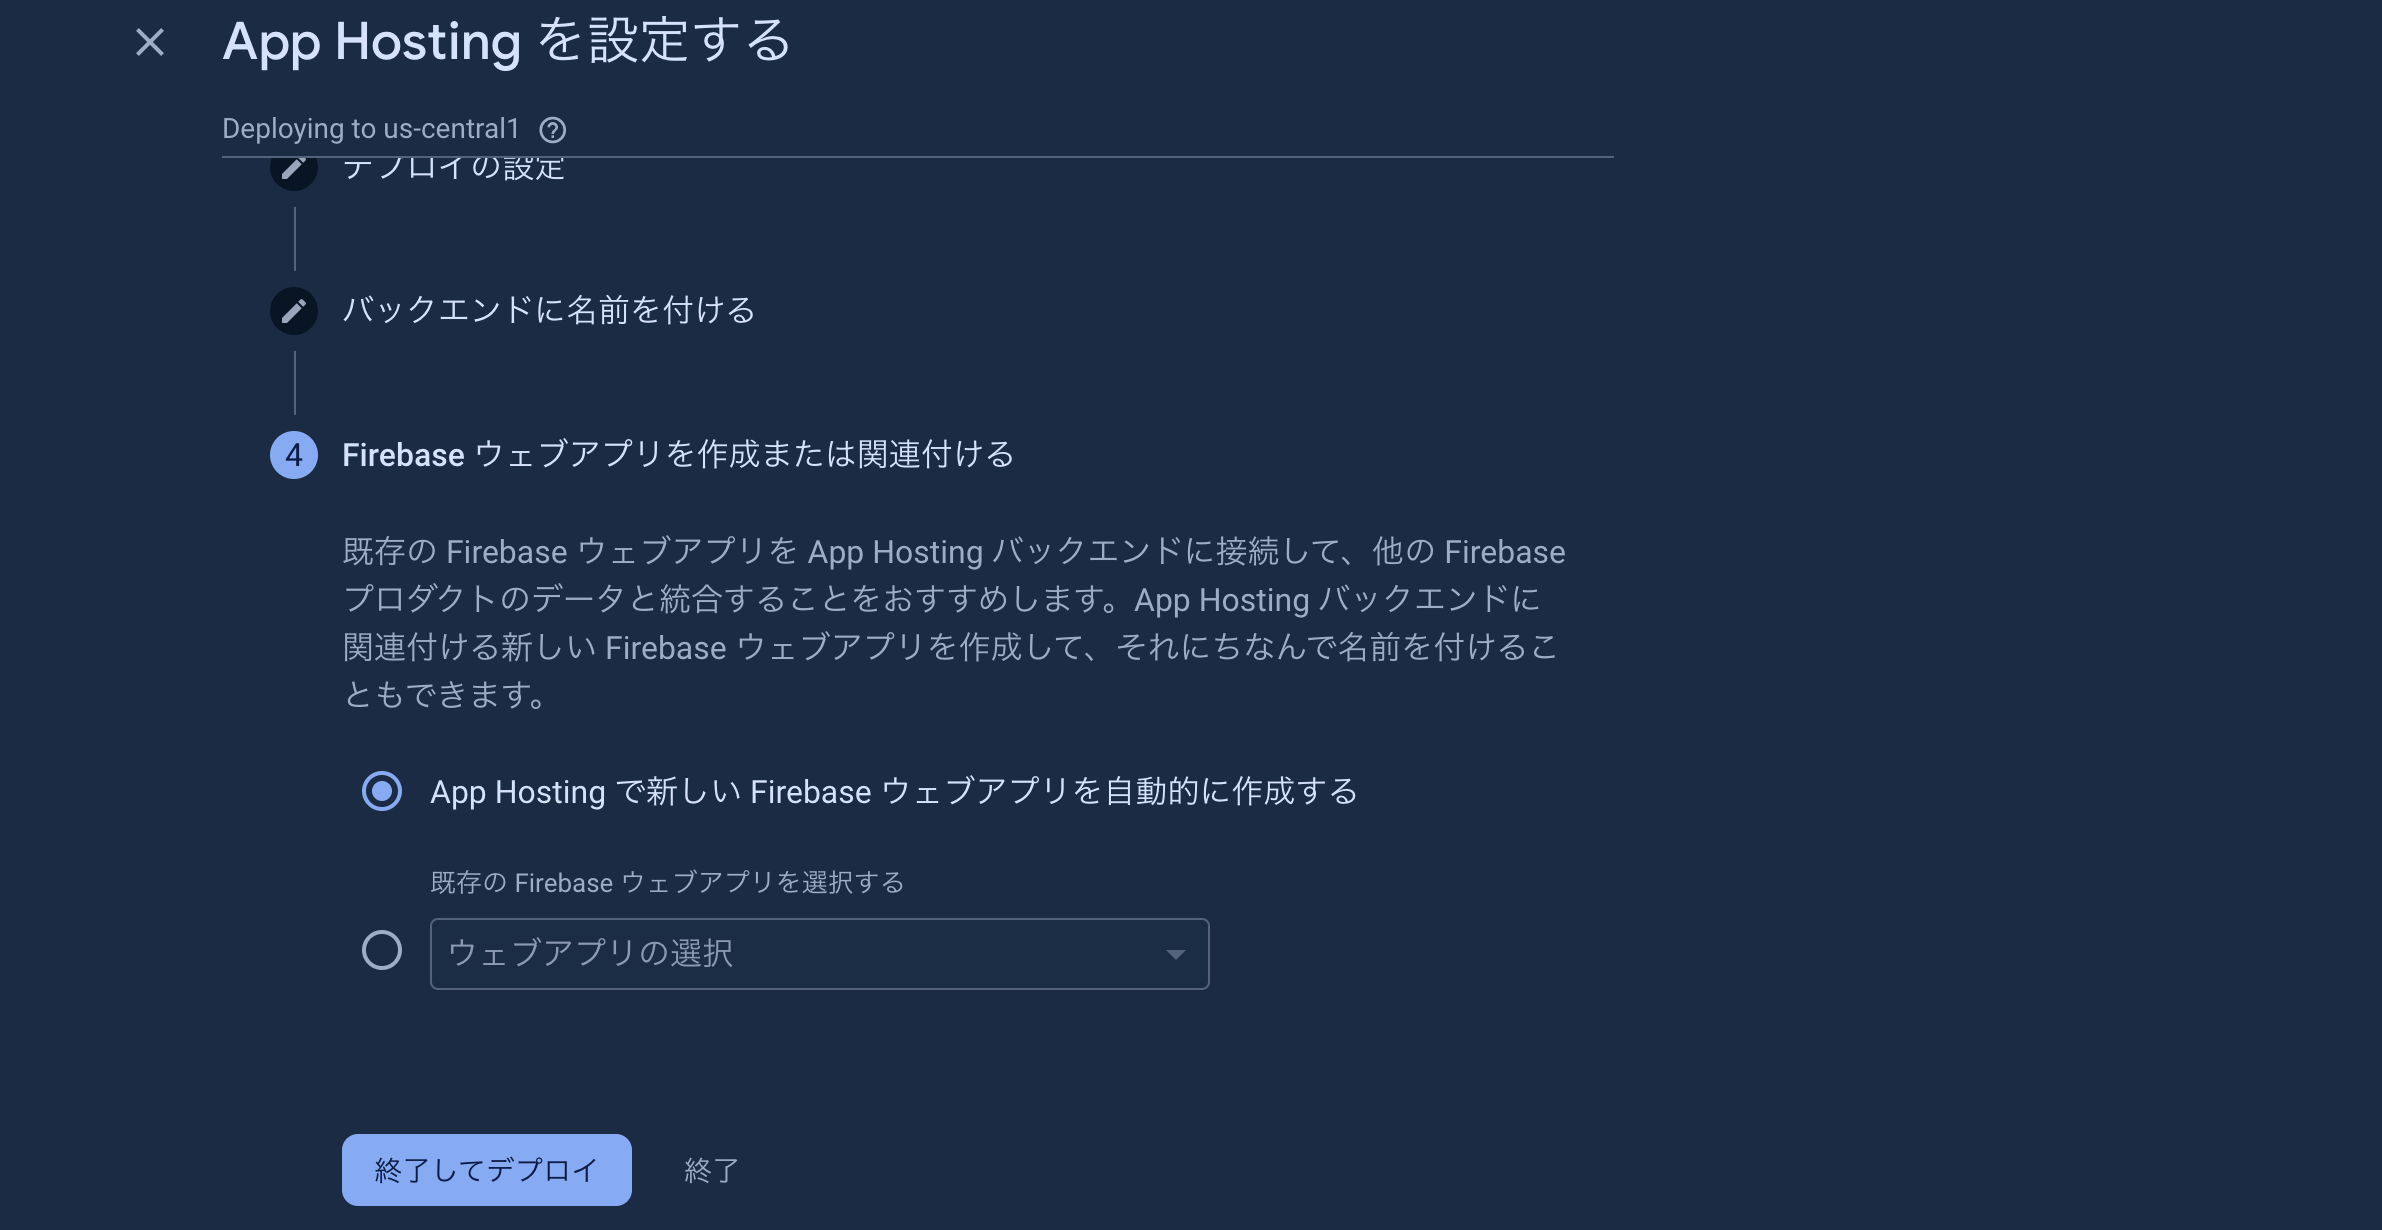 App Hosting を設定する
Deploying to us-central1
デプロイの設定
バックエンドに名前を付ける
4 Firebase ウェブアプリを作成または関連付ける
既存の Firebase ウェブアプリを App Hosting バックエンドに接続して、他の Firebase
プロダクトのデータと統合することをおすすめします。App Hosting バックエンドに
関連付ける新しい Firebase ウェブアプリを作成して、それにちなんで名前を付けるこ
ともできます。
App Hosting で新しい Firebase ウェブアプリを自動的に作成する
既存の Firebase ウェブアプリを選択する
ウェブアプリの選択
終了してデプロイ 終了